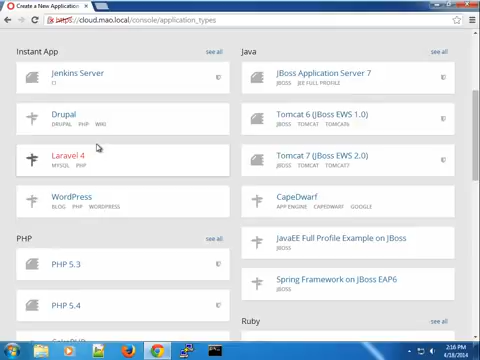 Create a New Application
https://cloud.mao.local/console/application_types
Instant App
see all
Jenkins Server
CI
Drupal
DRUPAL PHP WIKI
Laravel 4
MYSQL PHP
WordPress
BLOG PHP WORDPRESS
PHP
see all
PHP 5.3
PHP 5.4
Java
see all
JBoss Application Server 7
JBOSS JEE FULL PROFILE
Tomcat 6 (JBoss EWS 1.0)
JBOSS TOMCAT TOMCAT6
Tomcat 7 (JBoss EWS 2.0)
JBOSS TOMCAT TOMCAT7
CapeDwarf
APP ENGINE CAPEDWARF GOOGLE
JavaEE Full Profile Example on JBoss
JBOSS
Spring Framework on JBoss EAP6
JBOSS
Ruby
see all
2:16 PM
4/18/2014